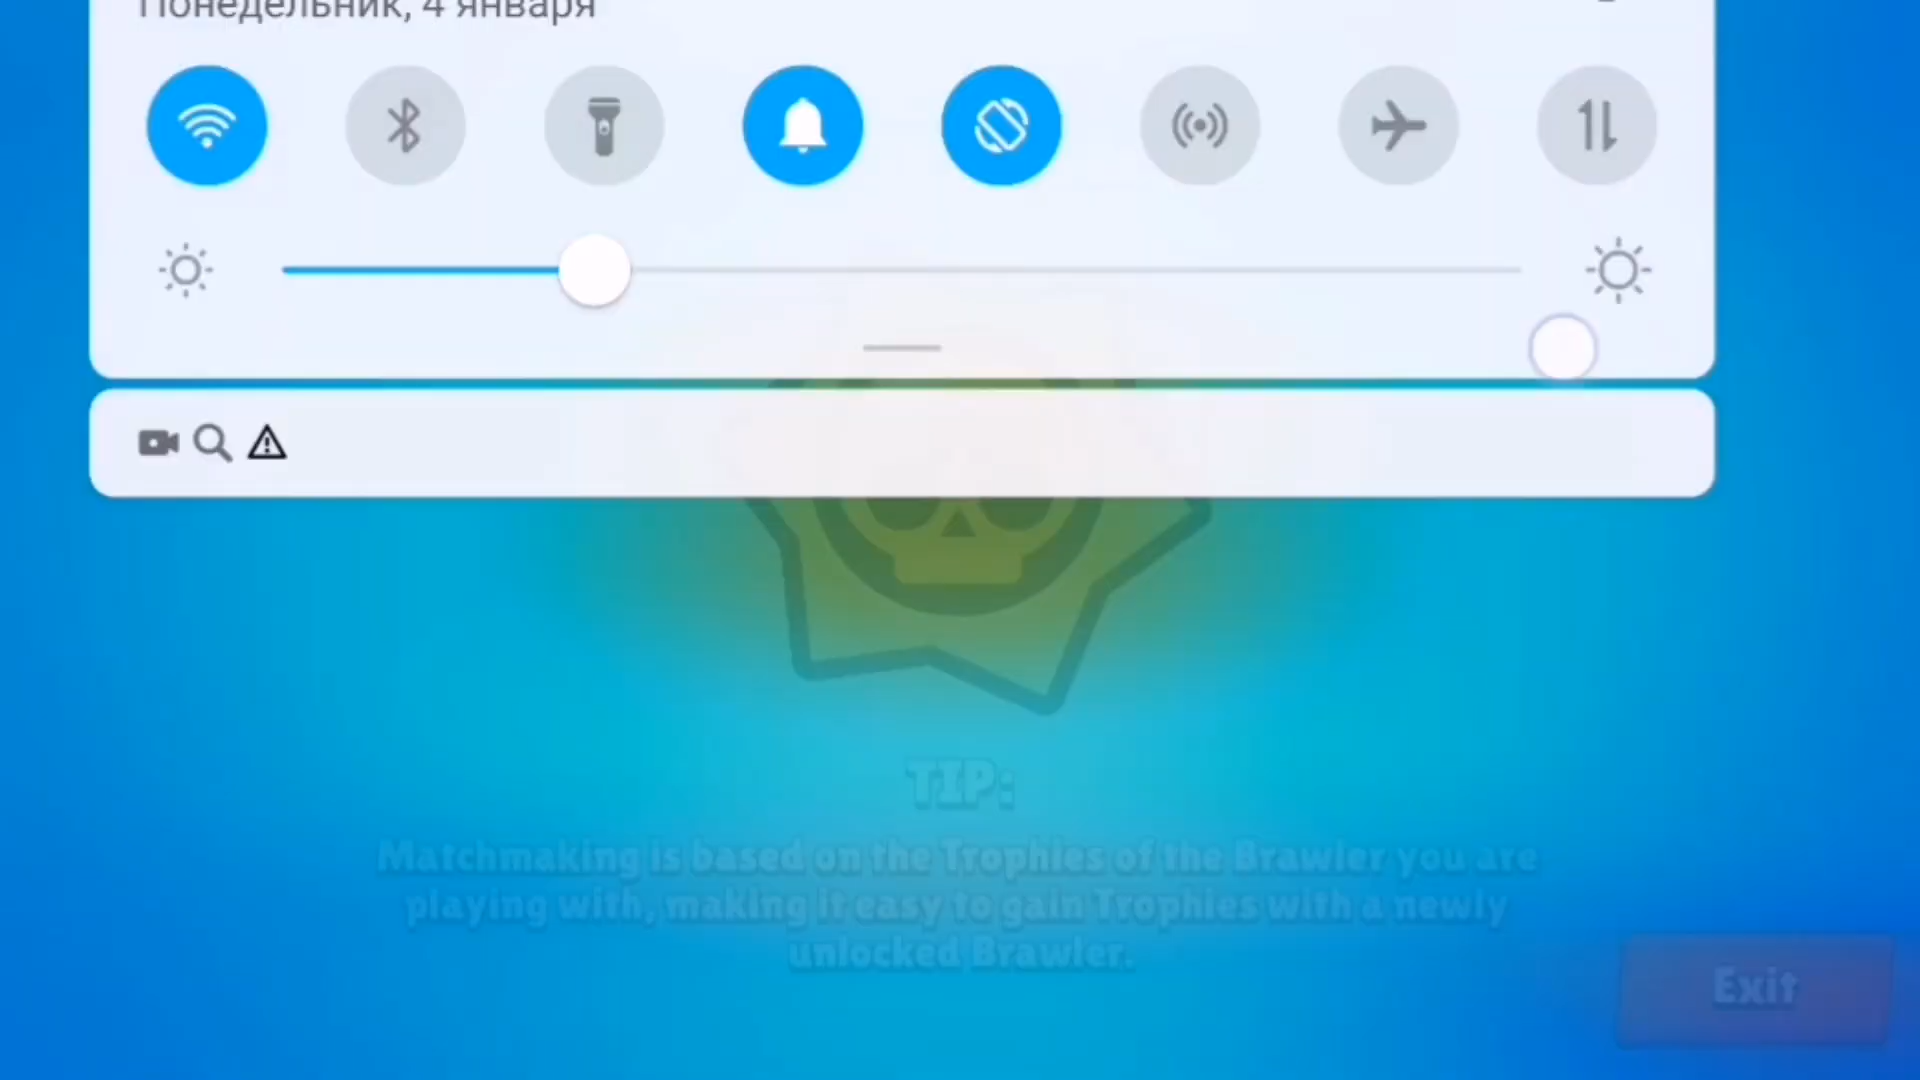 Понедельник, 4 января
TIP:
Matchmaking is based on the Trophies of the Brawler you are
playing with, making it easy to gain Trophies with a newly
unlocked Brawler.
Exit